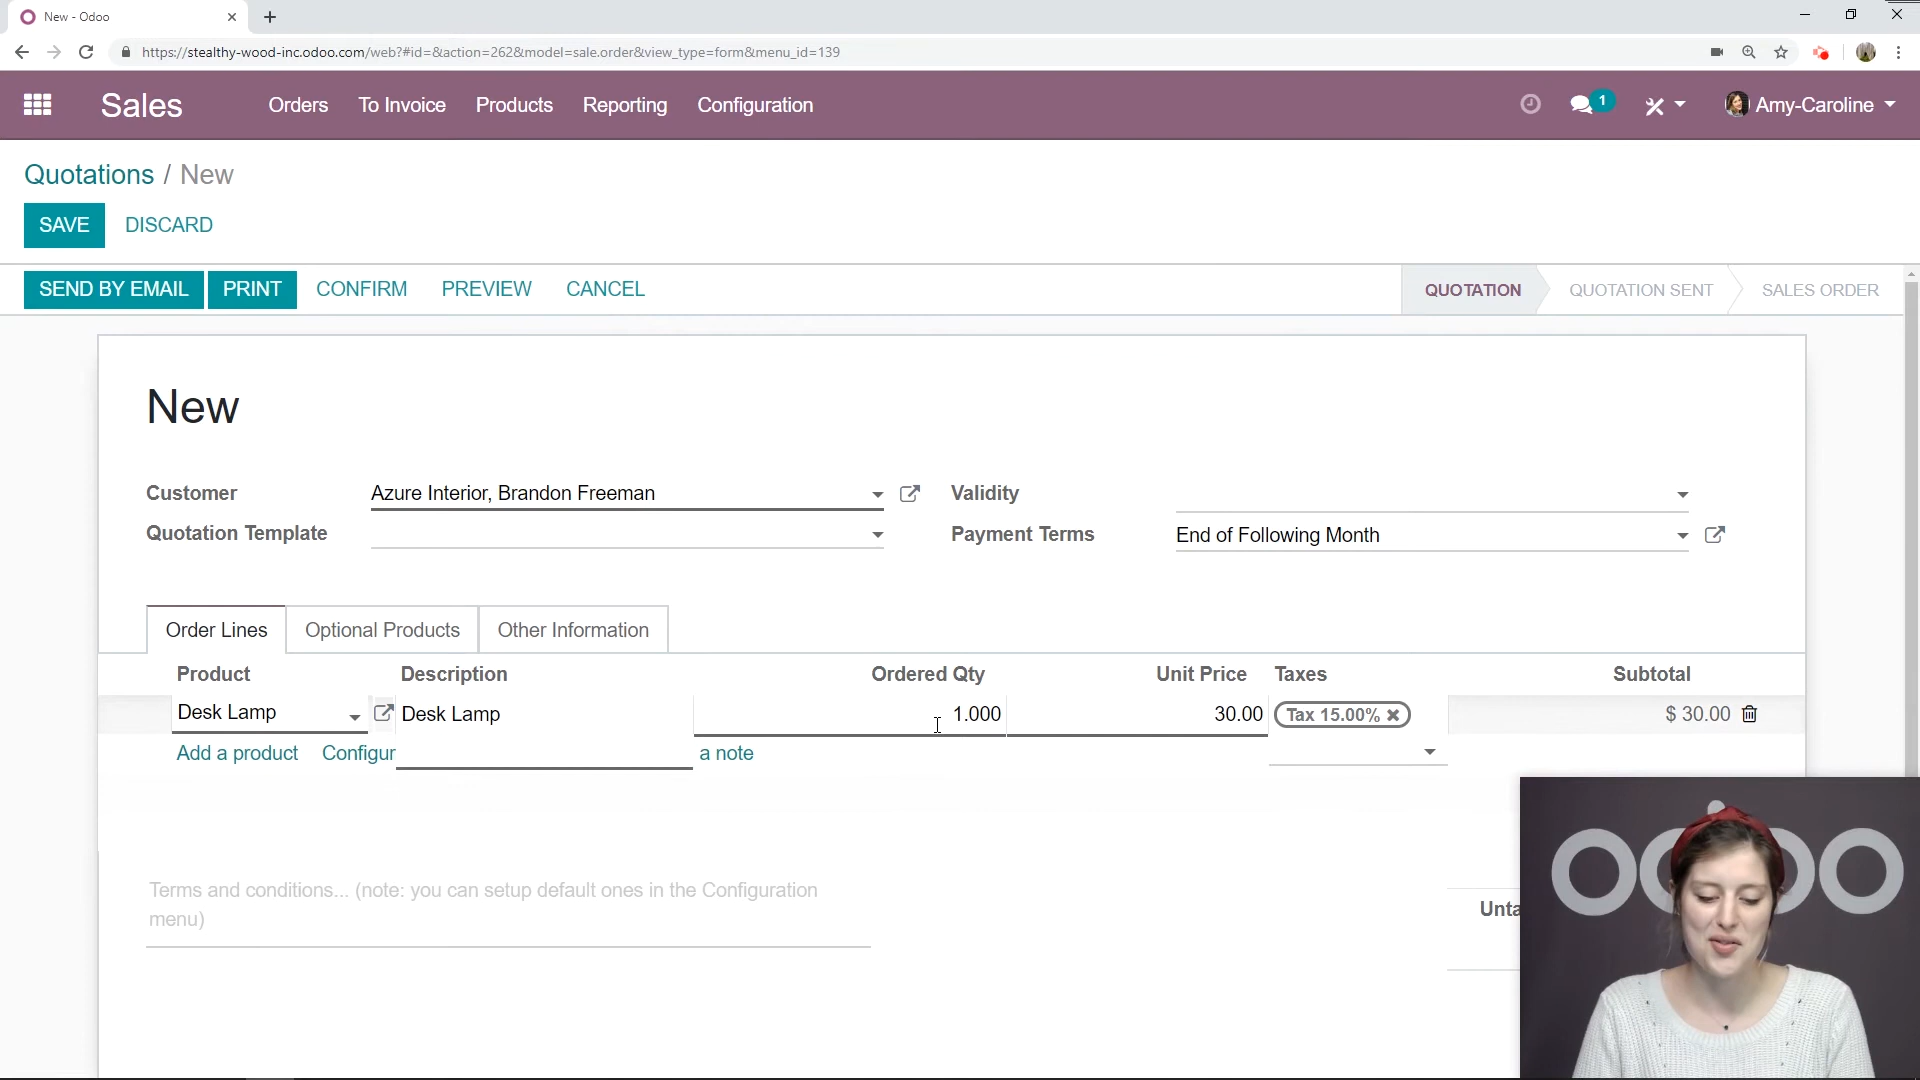 New - Odoo
https://stealthy-wood-inc.odoo.com/web?#id=&action=262&model=sale.order&view_type=form&menu_id=139
Sales Orders To Invoice Products Reporting Configuration 1 Amy-Caroline
Quotations / New
SAVE DISCARD
SEND BY EMAIL PRINT CONFIRM PREVIEW CANCEL QUOTATION QUOTATION SENT SALES ORDER
New
Customer Azure Interior, Brandon Freeman Validity
Quotation Template Payment Terms End of Following Month
Order Lines Optional Products Other Information
Product Description Ordered Qty Unit Price Taxes Subtotal
Desk Lamp Desk Lamp 1.000 30.00 Tax 15.00% $ 30.00
Add a product Configur a note
Terms and conditions... (note: you can setup default ones in the Configuration
menu)
Unta
odoo